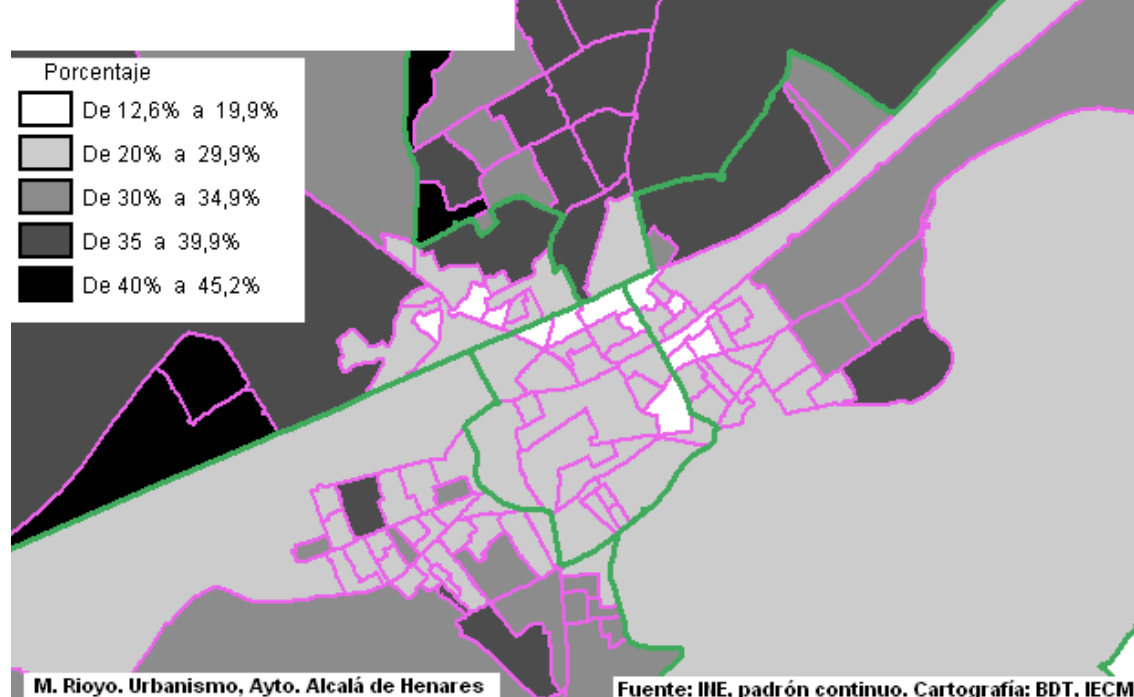 Porcentaje
De 12,6% a 19,9%
De 20% a 29,9%
De 30% a 34,9%
De 35 a 39,9%
De 40% a 45,2%
M. Rioyo. Urbanismo, Ayto. Alcalá de Henares
Fuente: INE, padrón continuo. Cartografía: BDT, IECM